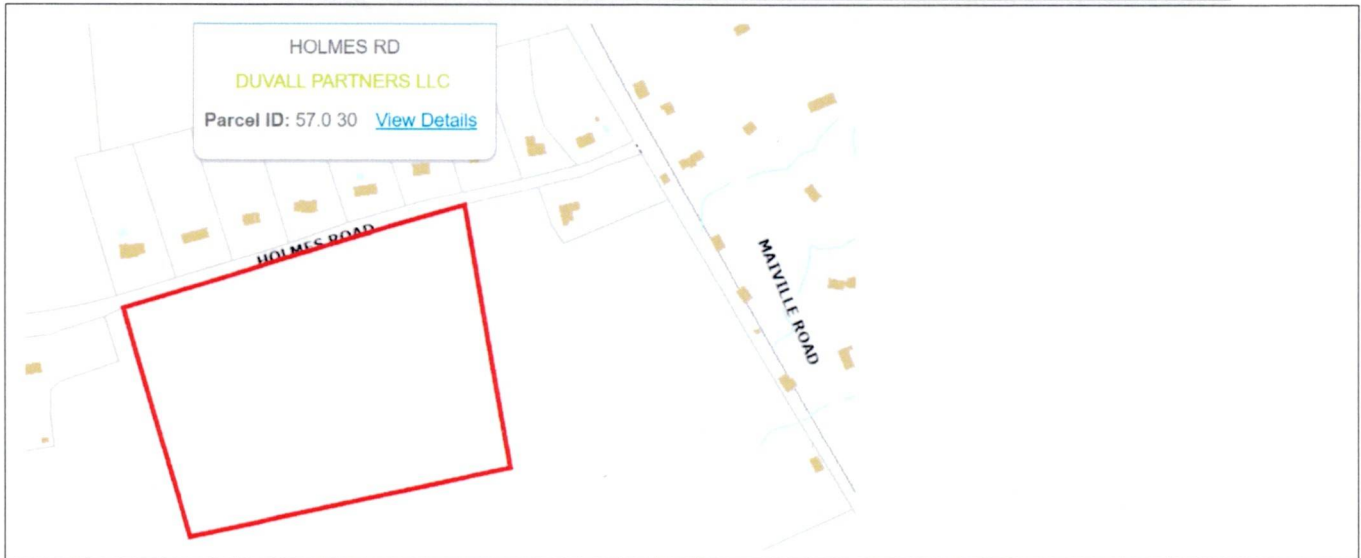 HOLMES RD
DUVALL PARTNERS LLC
Parcel ID: 57.0 30 View Details
HOLMES ROAD
MAIVILLE ROAD